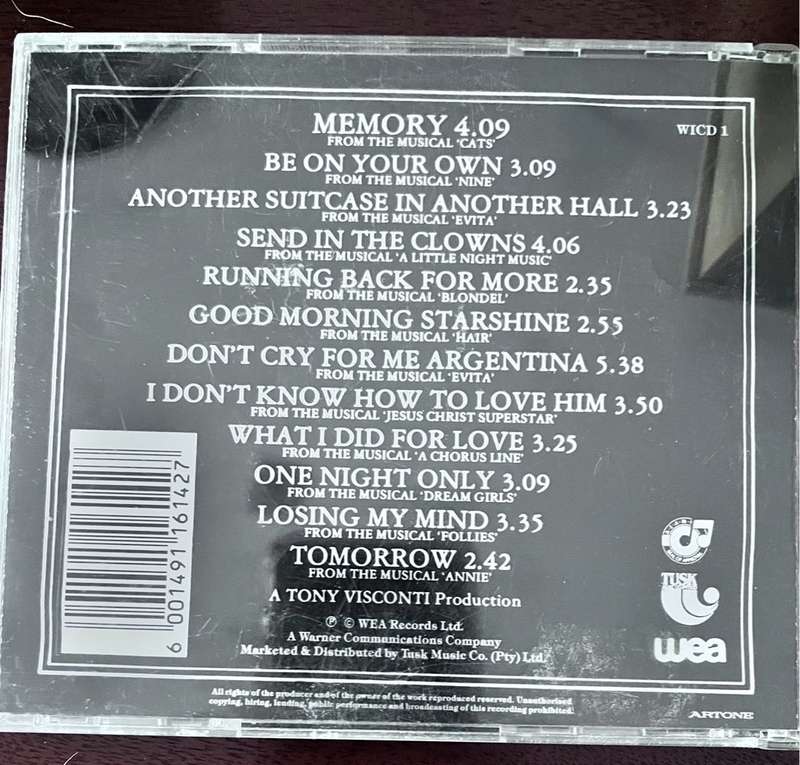 MEMORY 4.09
FROM THE MUSICAL 'CATS'
WICD 1
BE ON YOUR OWN 3.09
FROM THE MUSICAL 'NINE'
ANOTHER SUITCASE IN ANOTHER HALL 3.23
FROM THE MUSICAL 'EVITA'
SEND IN THE CLOWNS 4.06
FROM THE MUSICAL 'A LITTLE NIGHT MUSIC'
RUNNING BACK FOR MORE 2.35
FROM THE MUSICAL 'BLONDEL'
GOOD MORNING STARSHINE 2.55
FROM THE MUSICAL 'HAIR'
DON'T CRY FOR ME ARGENTINA 5.38
FROM THE MUSICAL 'EVITA'
I DON'T KNOW HOW TO LOVE HIM 3.50
FROM THE MUSICAL 'JESUS CHRIST SUPERSTAR'
WHAT I DID FOR LOVE 3.25
FROM THE MUSICAL 'A CHORUS LINE'
ONE NIGHT ONLY 3.09
FROM THE MUSICAL 'DREAM GIRLS'
LOSING MY MIND 3.35
FROM THE MUSICAL 'FOLLIES'
TOMORROW 2.42
FROM THE MUSICAL 'ANNIE'
A TONY VISCONTI Production
℗ © WEA Records Ltd.
A Warner Communications Company
Marketed & Distributed by Tusk Music Co. (Pty) Ltd.
6 001491 161427
TUSK
wea
All rights of the producer and of the owner of the work reproduced reserved. Unauthorised
copying, hiring, lending, public performance and broadcasting of this recording prohibited.
ARTONE